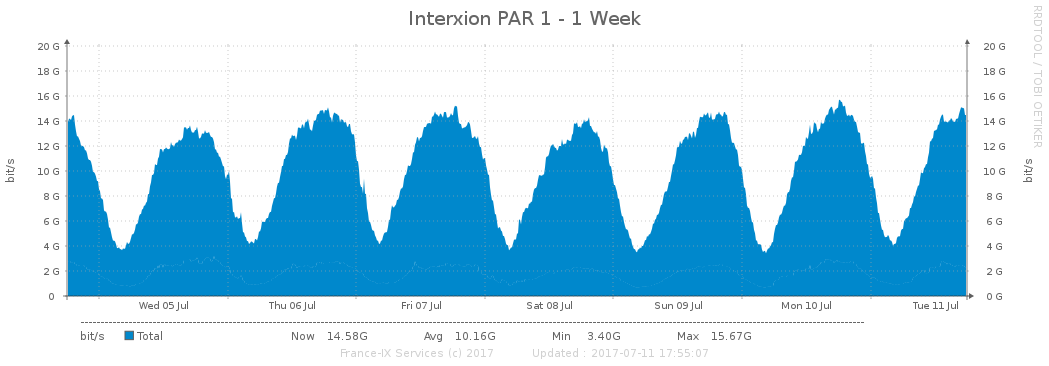 Interxion PAR 1 - 1 Week
RRDTOOL / TOBI OETIKER
bit/s
20 G 20 G
18 G 18 G
16 G 16 G
14 G 14 G
12 G 12 G
10 G 10 G
8 G 8 G
6 G 6 G
4 G 4 G
2 G 2 G
0 0 G
bit/s
Wed 05 Jul Thu 06 Jul Fri 07 Jul Sat 08 Jul Sun 09 Jul Mon 10 Jul Tue 11 Jul
bit/s Total Now 14.58G Avg 10.16G Min 3.40G Max 15.67G
France-IX Services (c) 2017 Updated : 2017-07-11 17:55:07